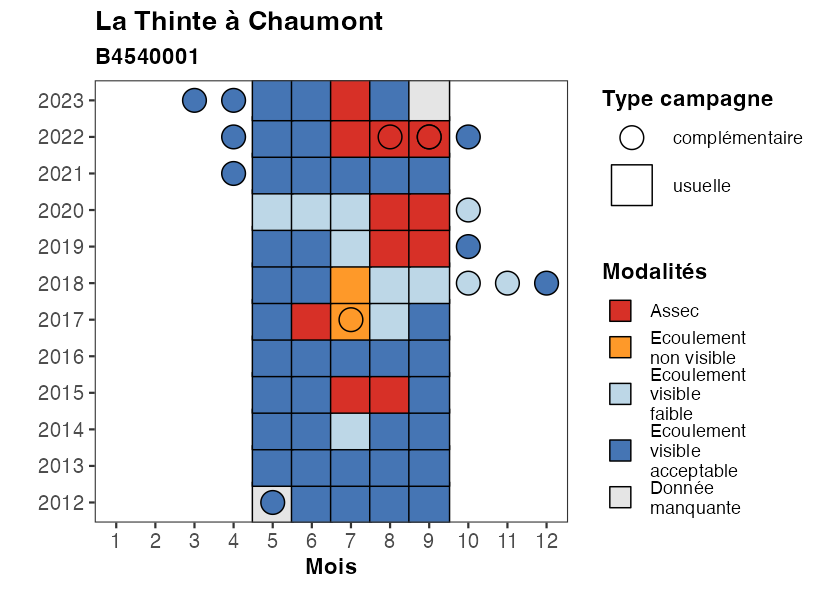 La Thinte à Chaumont
B4540001
2023
2022
2021
2020
2019
2018
2017
2016
2015
2014
2013
2012
1 2 3 4 5 6 7 8 9 10 11 12
Mois
Type campagne
complémentaire
usuelle
Modalités
Assec
Ecoulement
non visible
Ecoulement
visible
faible
Ecoulement
visible
acceptable
Donnée
manquante